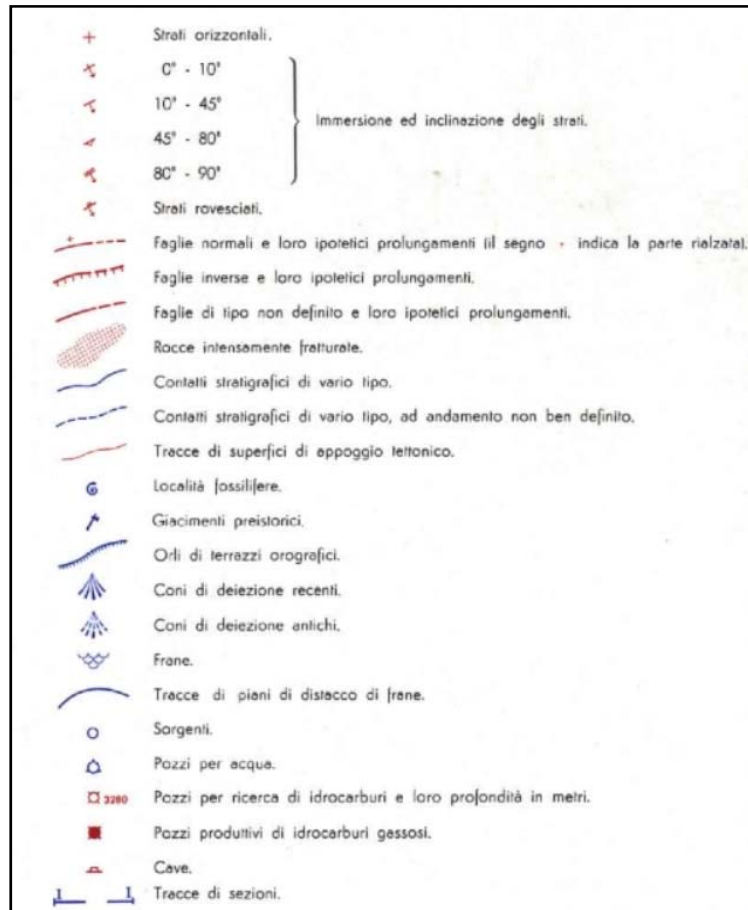 Strati orizzontali.
0° - 10°
10° - 45°
45° - 80°
80° - 90°
Immersione ed inclinazione degli strati.
Strati rovesciati.
Faglie normali e loro ipotetici prolungamenti (il segno + indica la parte rialzata).
Faglie inverse e loro ipotetici prolungamenti.
Faglie di tipo non definito e loro ipotetici prolungamenti.
Rocce intensamente fratturate.
Contatti stratigrafici di vario tipo.
Contatti stratigrafici di vario tipo, ad andamento non ben definito.
Tracce di superfici di appoggio tettonico.
Località fossilifere.
Giacimenti preistorici.
Orli di terrazzi orografici.
Coni di deiezione recenti.
Coni di deiezione antichi.
Frane.
Tracce di piani di distacco di frane.
Sorgenti.
Pozzi per acqua.
3280 Pozzi per ricerca di idrocarburi e loro profondità in metri.
Pozzi produttivi di idrocarburi gassosi.
Cave.
I I Tracce di sezioni.